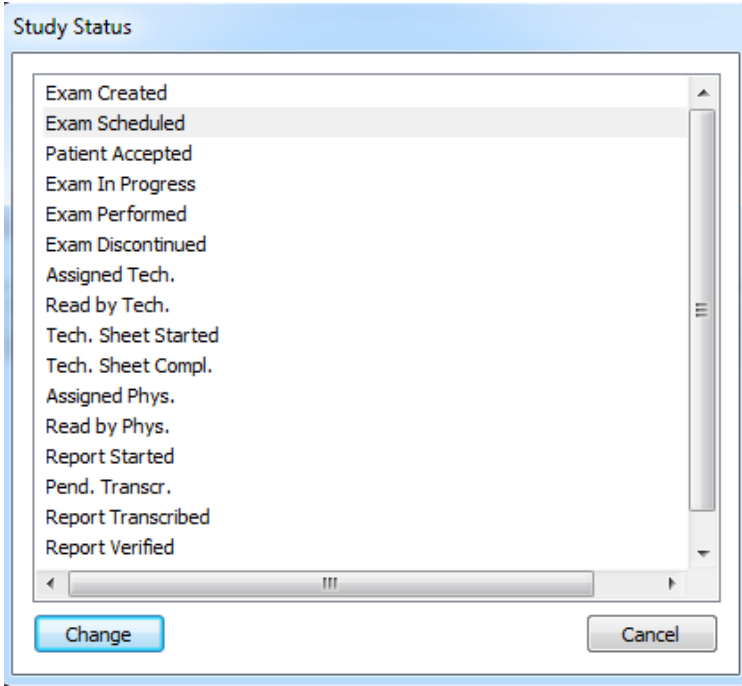 Study Status
Exam Created
Exam Scheduled
Patient Accepted
Exam In Progress
Exam Performed
Exam Discontinued
Assigned Tech.
Read by Tech.
Tech. Sheet Started
Tech. Sheet Compl.
Assigned Phys.
Read by Phys.
Report Started
Pend. Transcr.
Report Transcribed
Report Verified
Change Cancel